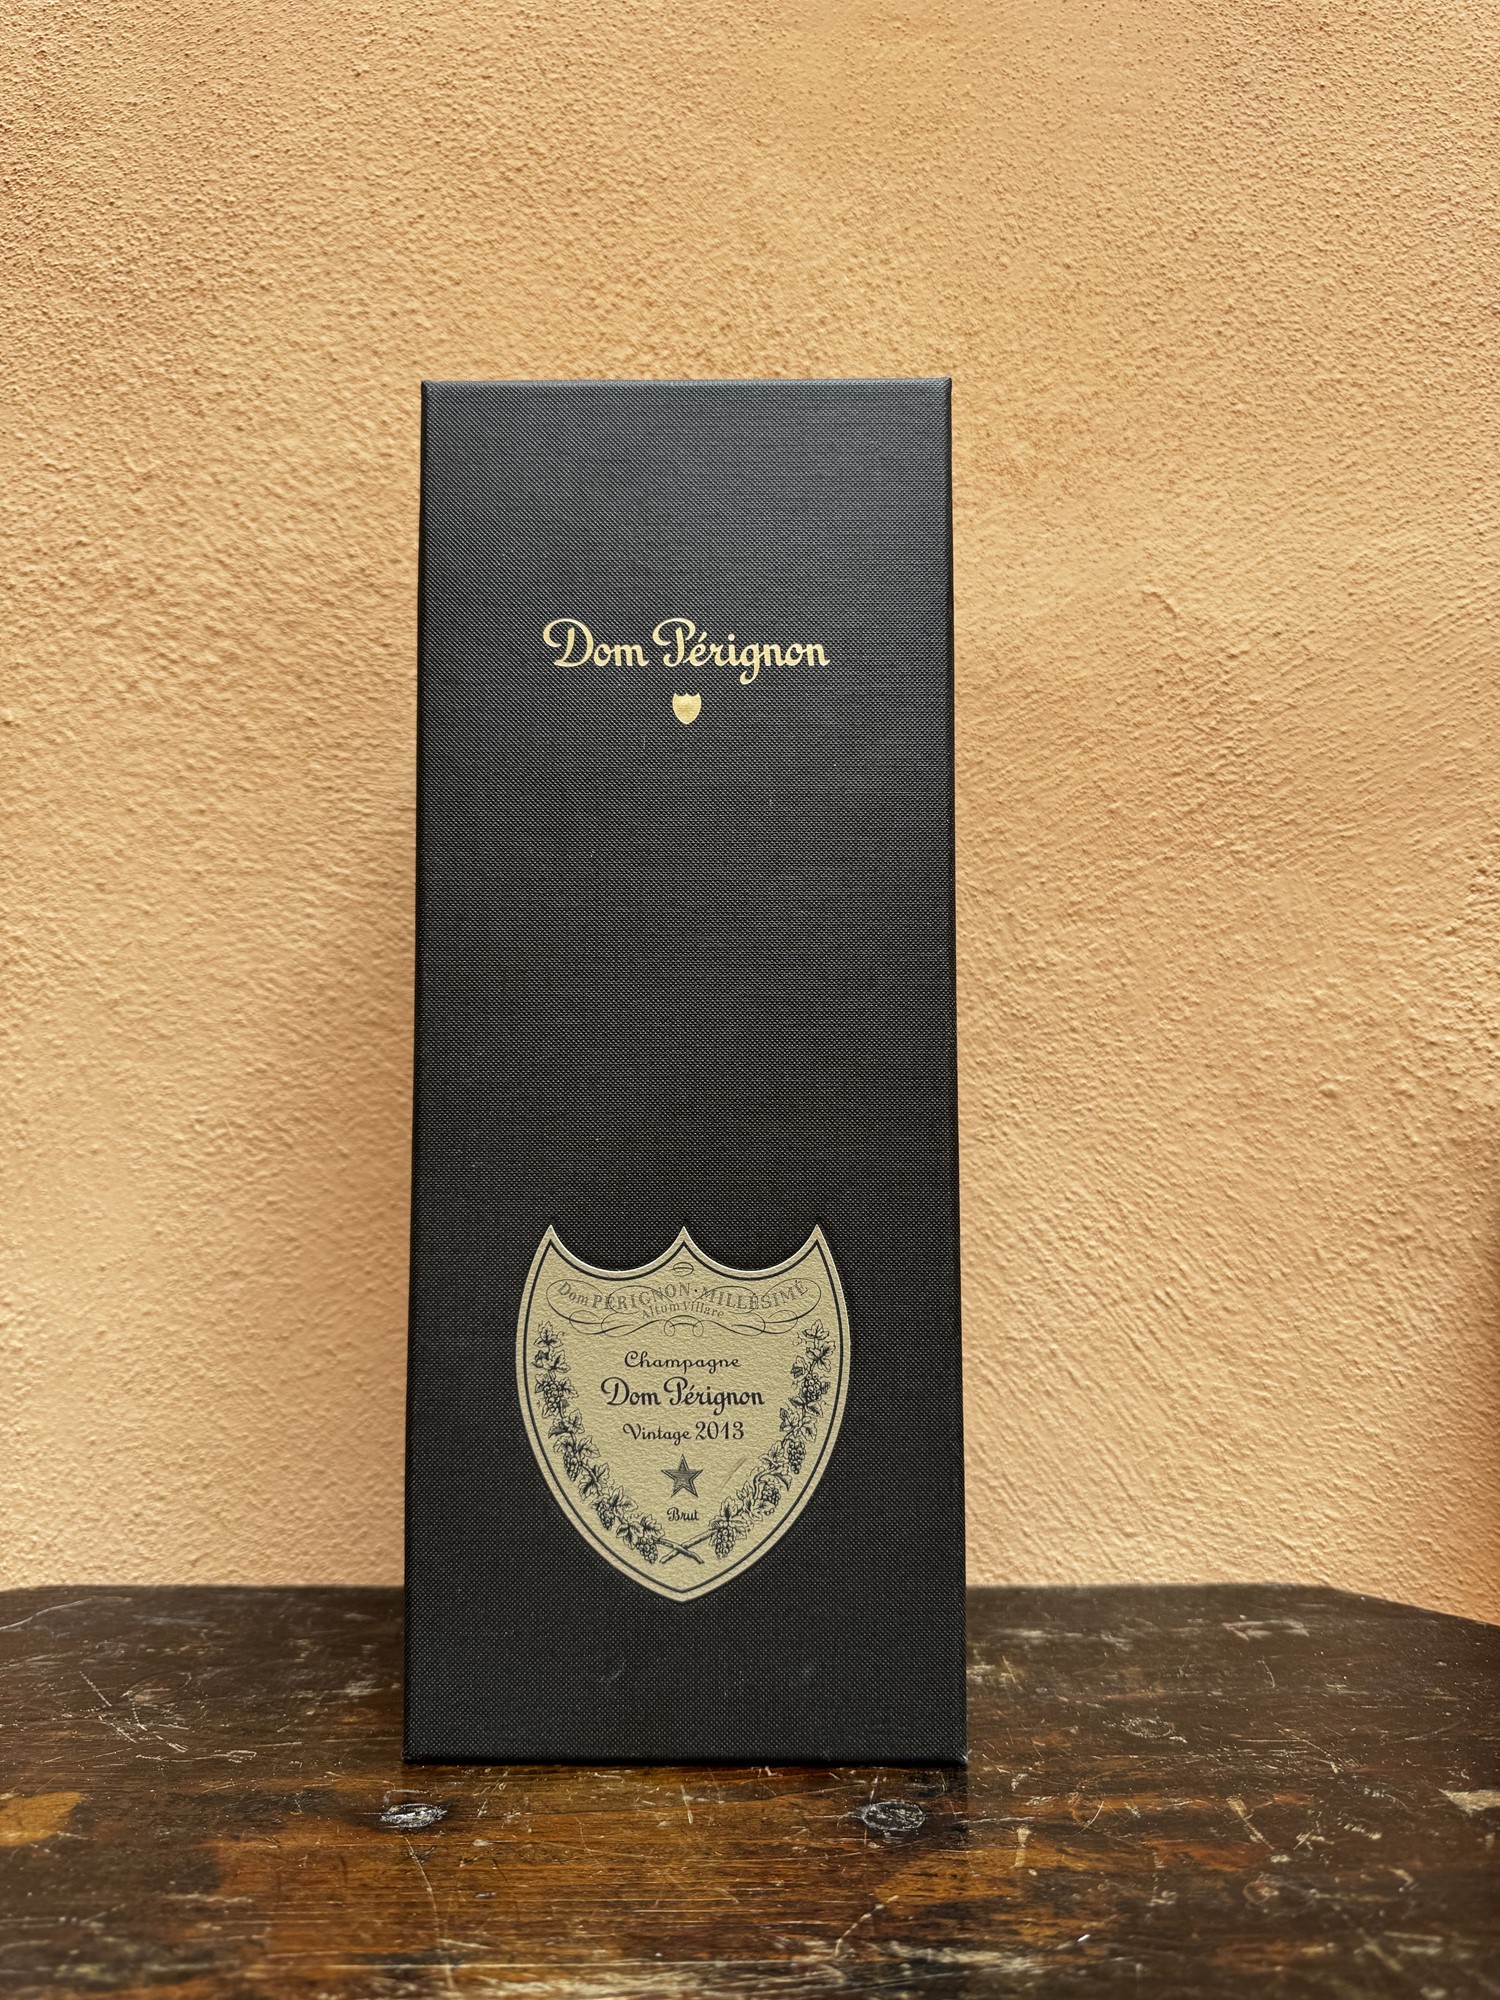 Dom Pérignon
Dom PÉRIGNON · MILLÉSIMÉ
Altum Villare
Champagne
Dom Pérignon
Vintage 2013
Brut